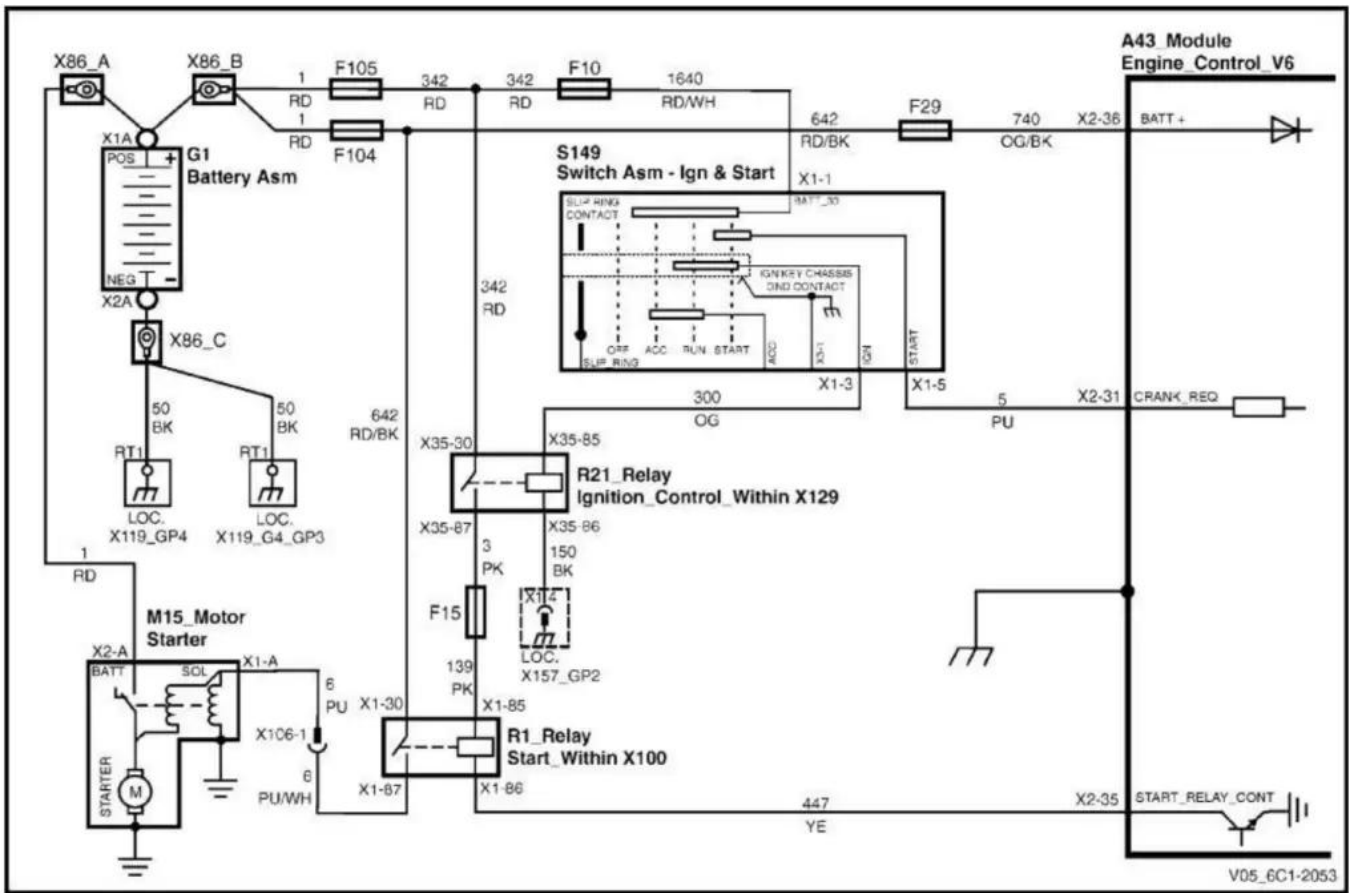 A43_Module
Engine_Control_V6
X86_A
X86_B
1
RD
F105
342
RD
342
RD
F10
1640
RD/WH
1
RD
F104
642
RD/BK
F29
740
OG/BK
X2-36
BATT +
X1A
POS
+
G1
Battery Asm
NEG
-
X2A
S149
Switch Asm - Ign & Start
X1-1
BATT_30
SLIP RING
CONTACT
IGN KEY CHASSIS
GND CONTACT
OFF
ACC
RUN
START
SLIP_RING
ACC
X3-1
IGN
START
X1-3
X1-5
342
RD
X86_C
50
BK
50
BK
RT1
RT1
LOC.
X119_GP4
LOC.
X119_G4_GP3
642
RD/BK
300
OG
5
PU
X2-31
CRANK_REQ
X35-30
X35-85
R21_Relay
Ignition_Control_Within X129
X35-87
X35-86
3
PK
150
BK
1
RD
F15
X1-4
LOC.
X157_GP2
M15_Motor
Starter
X2-A
BATT
SOL
X1-A
6
PU
139
PK
X1-30
X1-85
X106-1
R1_Relay
Start_Within X100
STARTER
M
6
PU/WH
X1-87
X1-86
447
YE
X2-35
START_RELAY_CONT
V05_6C1-2053